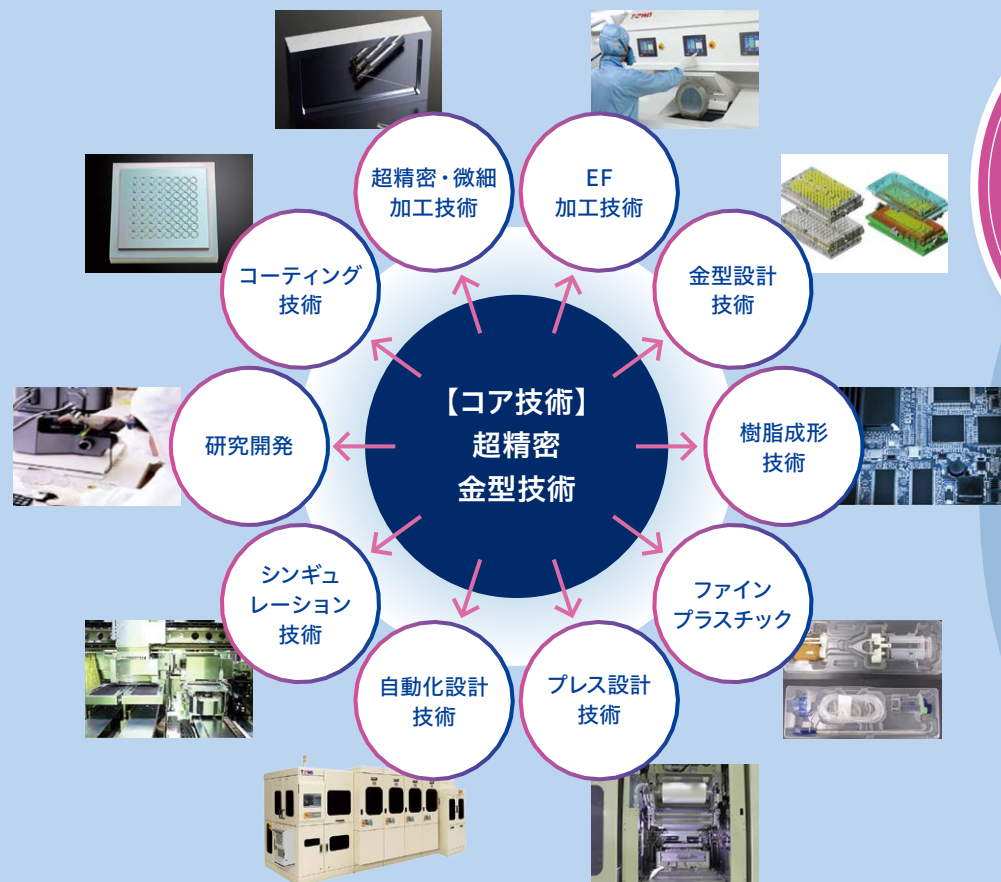 超精密・微細
加工技術
EF
加工技術
コーティング
技術
金型設計
技術
【コア技術】
超精密
金型技術
研究開発
樹脂成形
技術
シンギュ
レーション
技術
ファイン
プラスチック
自動化設計
技術
プレス設計
技術
TOWA